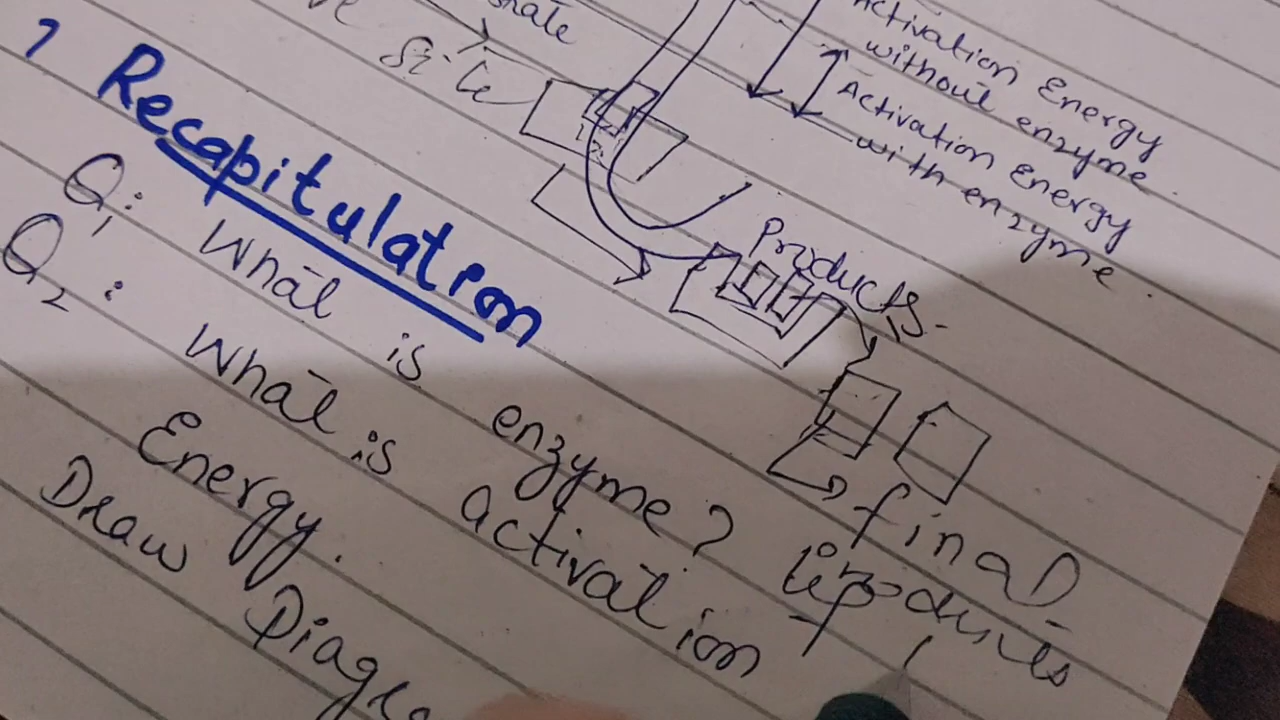 Activation Energy
without enzyme.
Activation Energy
with enzyme.
Site
Products.
final
products
Recapitulation
Q1: What is enzyme?
Q2: What is activation
Energy.
Draw